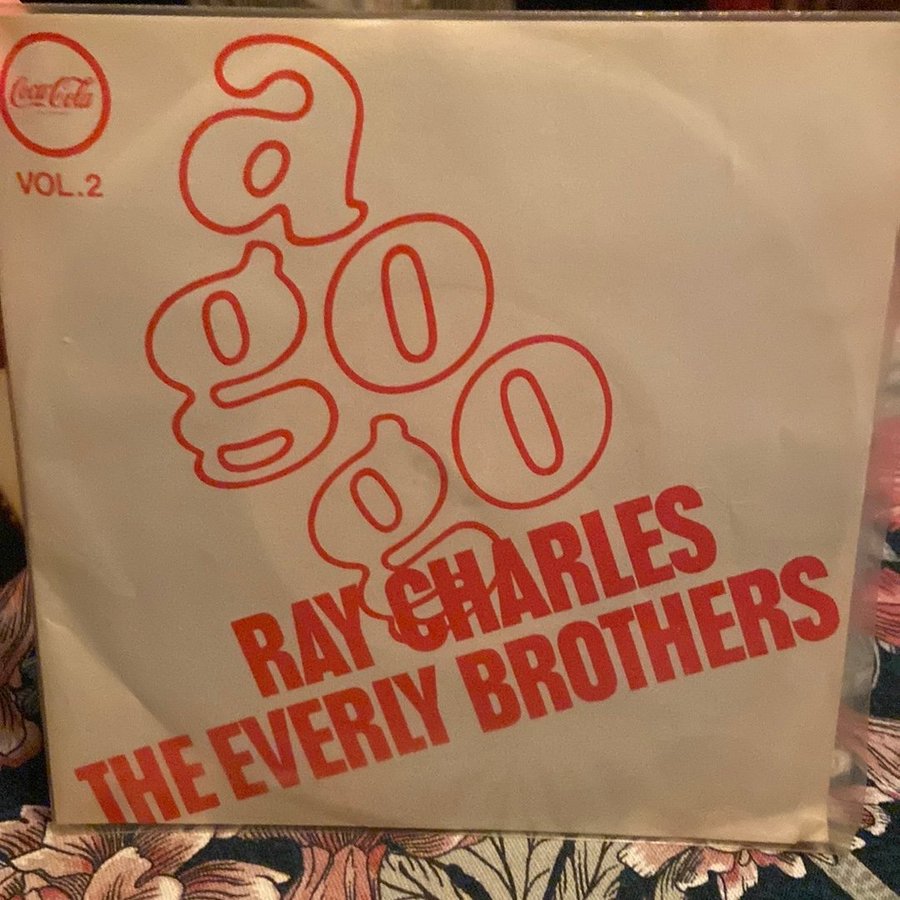 Coca-Cola
VOL.2
a
go
go
RAY CHARLES
THE EVERLY BROTHERS